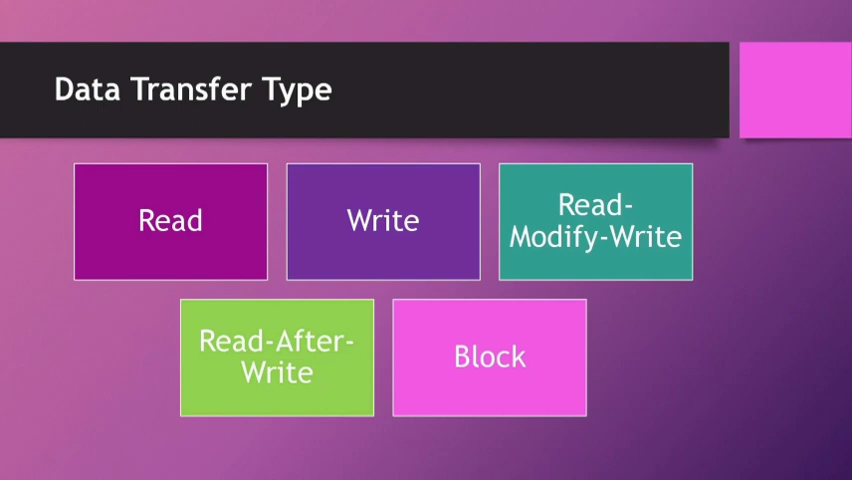 Data Transfer Type
Read
Write
Read-
Modify-Write
Read-After-
Write
Block